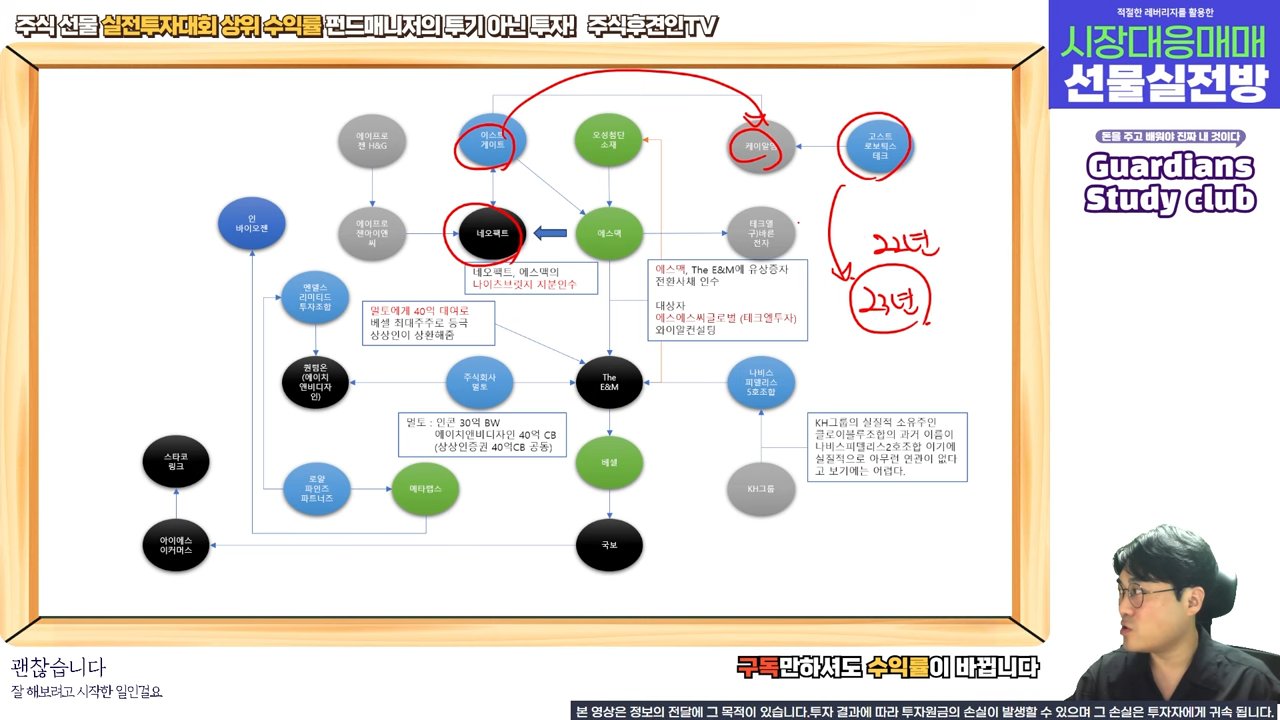 주식 선물 실전투자대회 상위 수익률 펀드매니저의 투기 아닌 투자! 주식후견인TV
적절한 레버리지를 활용한
시장대응매매
선물실전방
돈을 주고 배워야 진짜 내 것이다
Guardians
Study club
에이프로
젠 H&G
이스트
게이트
오성첨단
소재
케이알엠
고스트
로보틱스
테크
인
바이오젠
에이프로
젠아이앤
씨
네오팩트
에스맥
테크엘
구)바른
전자
22년
23년
네오팩트, 에스맥의
나이츠브릿지 지분인수
에스맥, The E&M에 유상증자
전환사채 인수
대상자
에스에스씨글로벌 (테크엘투자)
와이알컨설팅
앤댈스
리미티드
투자조합
멀토에게 40억 대여로
베셀 최대주주로 등극
상상인이 상환해줌
퀀텀온
(에이치
앤비디자
인)
주식회사
멀토
The
E&M
나비스
피델리스
5호조합
멀토 : 인콘 30억 BW
에이치앤비디자인 40억 CB
(상상인증권 40억CB 공동)
KH그룹의 실질적 소유주인
클로이블루조합의 과거 이름이
나비스피델리스2호조합 이기에
실질적으로 아무런 연관이 없다
고 보기에는 어렵다.
스타코
링크
로얄
파인즈
파트너즈
메타랩스
베셀
KH그룹
아이에스
이커머스
국보
괜찮습니다
잘 해보려고 시작한 일인걸요
구독만하셔도 수익률이 바뀝니다
본 영상은 정보의 전달에 그 목적이 있습니다.투자 결과에 따라 투자원금의 손실이 발생할 수 있으며 그 손실은 투자자에게 귀속 됩니다.